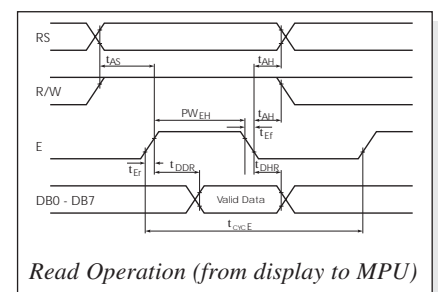 RS
tAS
tAH
R/W
PWEH
tAH
tEf
E
tEr
tDDR
tDHR
DB0 - DB7
Valid Data
tCYCE
Read Operation (from display to MPU)